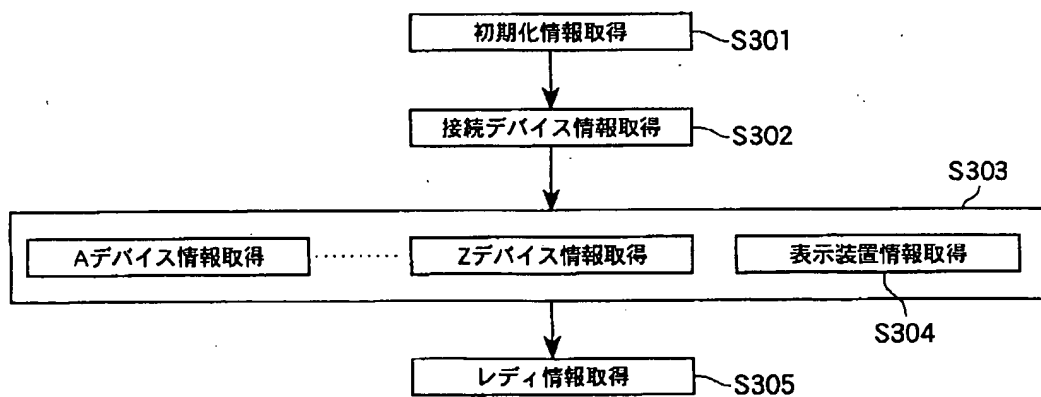 初期化情報取得
S301
接続デバイス情報取得
S302
S303
Aデバイス情報取得
Zデバイス情報取得
表示装置情報取得
S304
レディ情報取得
S305